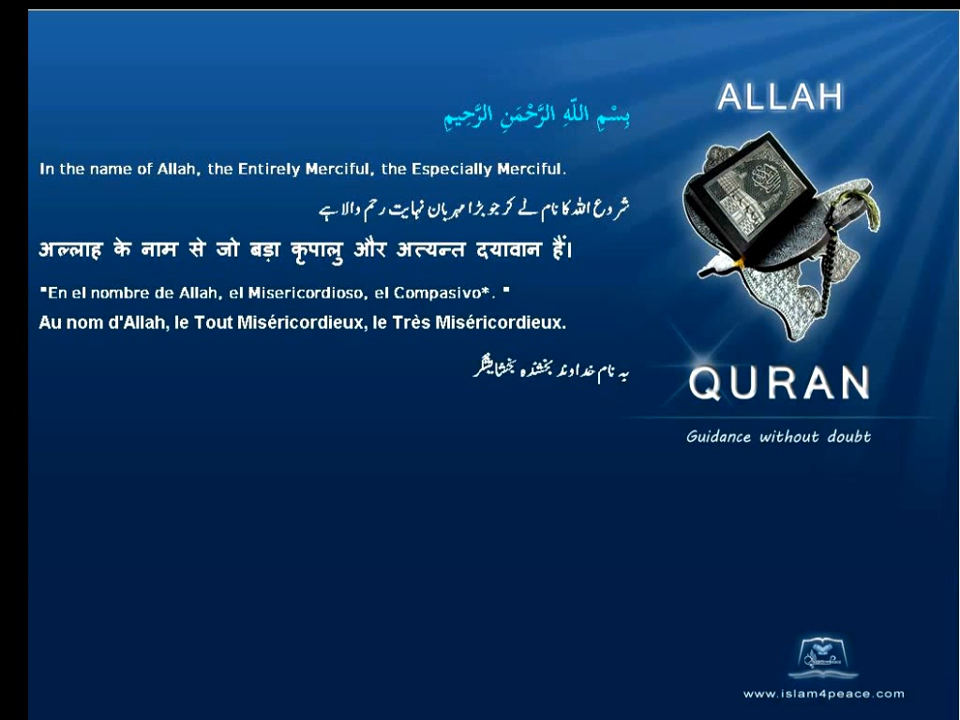 بِسْمِ اللّهِ الرَّحْمَنِ الرَّحِيمِ
In the name of Allah, the Entirely Merciful, the Especially Merciful.
شروع الله کا نام لے کر جو بڑا مہربان نہایت رحم والا ہے
अल्लाह के नाम से जो बड़ा कृपालु और अत्यन्त दयावान हैं।
"En el nombre de Allah, el Misericordioso, el Compasivo*. "
Au nom d'Allah, le Tout Miséricordieux, le Très Miséricordieux.
به نام خداوند بخشنده بخشایشگر
ALLAH
QURAN
Guidance without doubt
www.islam4peace.com